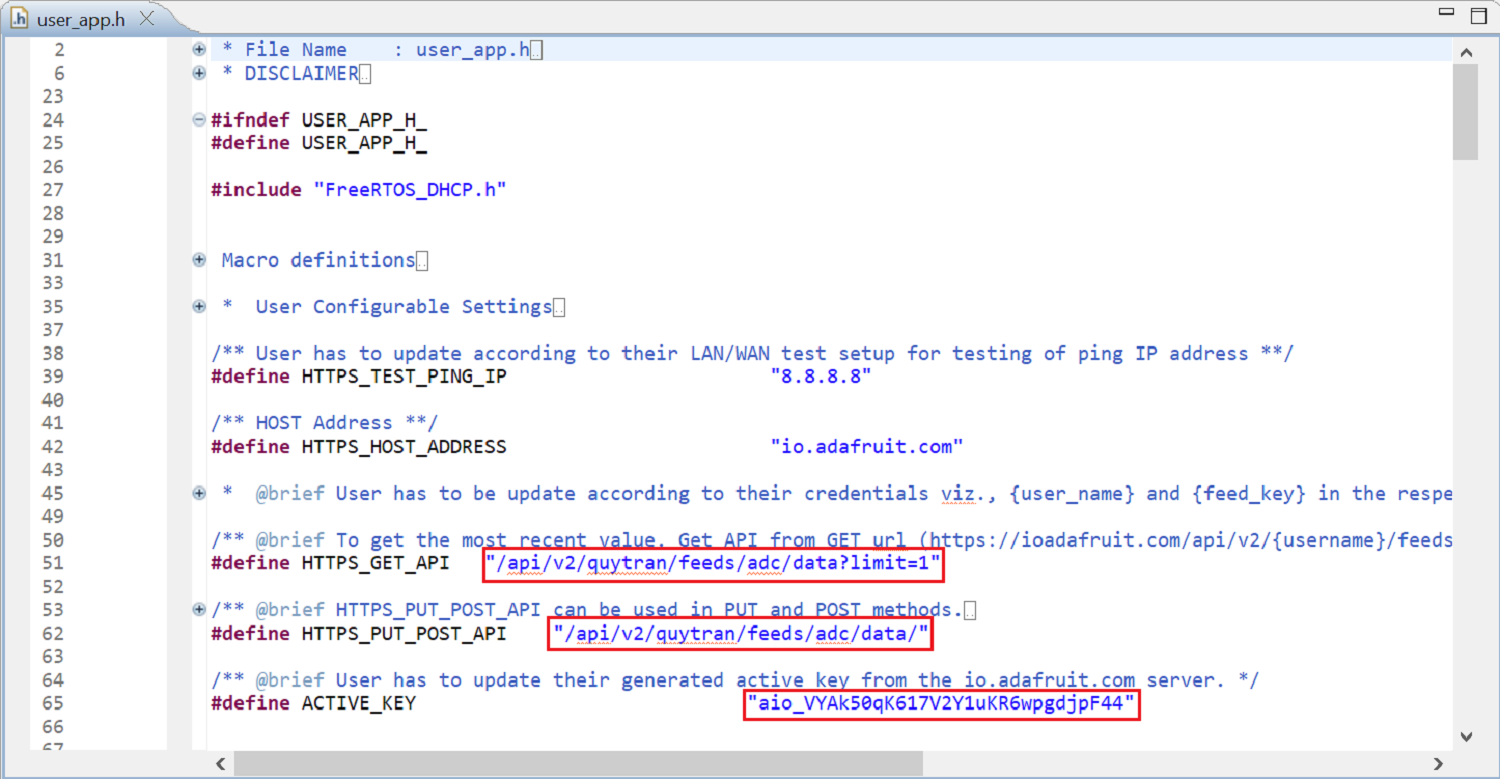 user_app.h
2 * File Name : user_app.h
6 * DISCLAIMER
23
24 #ifndef USER_APP_H_
25 #define USER_APP_H_
26
27 #include "FreeRTOS_DHCP.h"
28
29
31 Macro definitions
33
35 * User Configurable Settings
37
38 /** User has to update according to their LAN/WAN test setup for testing of ping IP address **/
39 #define HTTPS_TEST_PING_IP "8.8.8.8"
40
41 /** HOST Address **/
42 #define HTTPS_HOST_ADDRESS "io.adafruit.com"
43
45 * @brief User has to be update according to their credentials viz., {user_name} and {feed_key} in the respe
49
50 /** @brief To get the most recent value. Get API from GET url (https://ioadafruit.com/api/v2/{username}/feeds
51 #define HTTPS_GET_API "/api/v2/quytran/feeds/adc/data?limit=1"
52
53 /** @brief HTTPS_PUT_POST_API can be used in PUT and POST methods.
62 #define HTTPS_PUT_POST_API "/api/v2/quytran/feeds/adc/data/"
63
64 /** @brief User has to update their generated active key from the io.adafruit.com server. */
65 #define ACTIVE_KEY "aio_VYAk50qK617V2Y1uKR6wpgdjpF44"
66
67